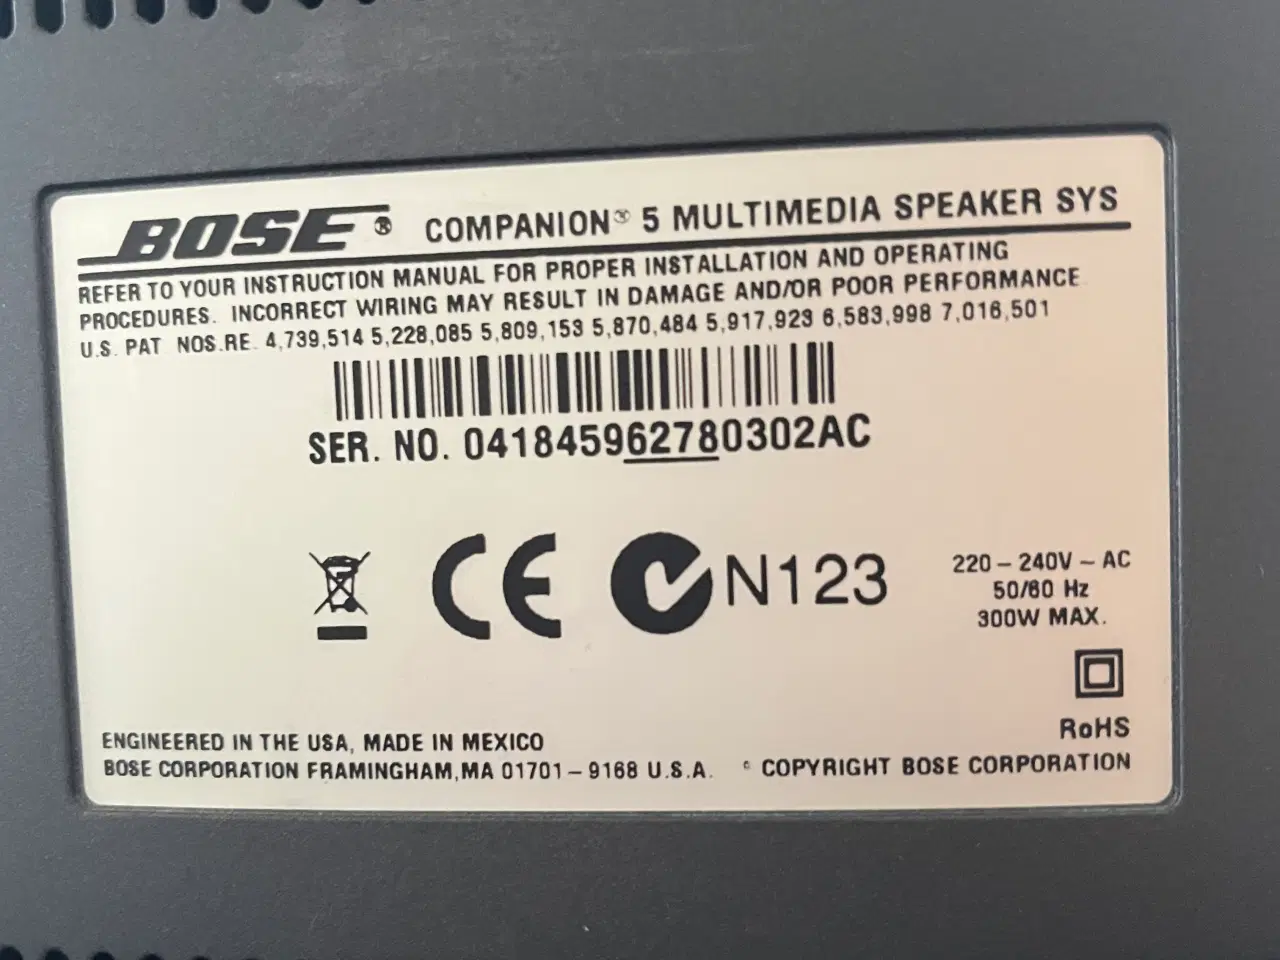 BOSE® COMPANION® 5 MULTIMEDIA SPEAKER SYS
REFER TO YOUR INSTRUCTION MANUAL FOR PROPER INSTALLATION AND OPERATING
PROCEDURES. INCORRECT WIRING MAY RESULT IN DAMAGE AND/OR POOR PERFORMANCE
U.S. PAT NOS.RE. 4,739,514 5,228,085 5,809,153 5,870,484 5,917,923 6,583,998 7,016,501
SER. NO. 041845962780302AC
CE N123
220 – 240V ~ AC
50/60 Hz
300W MAX.
RoHS
ENGINEERED IN THE USA, MADE IN MEXICO
BOSE CORPORATION FRAMINGHAM,MA 01701 – 9168 U.S.A. © COPYRIGHT BOSE CORPORATION